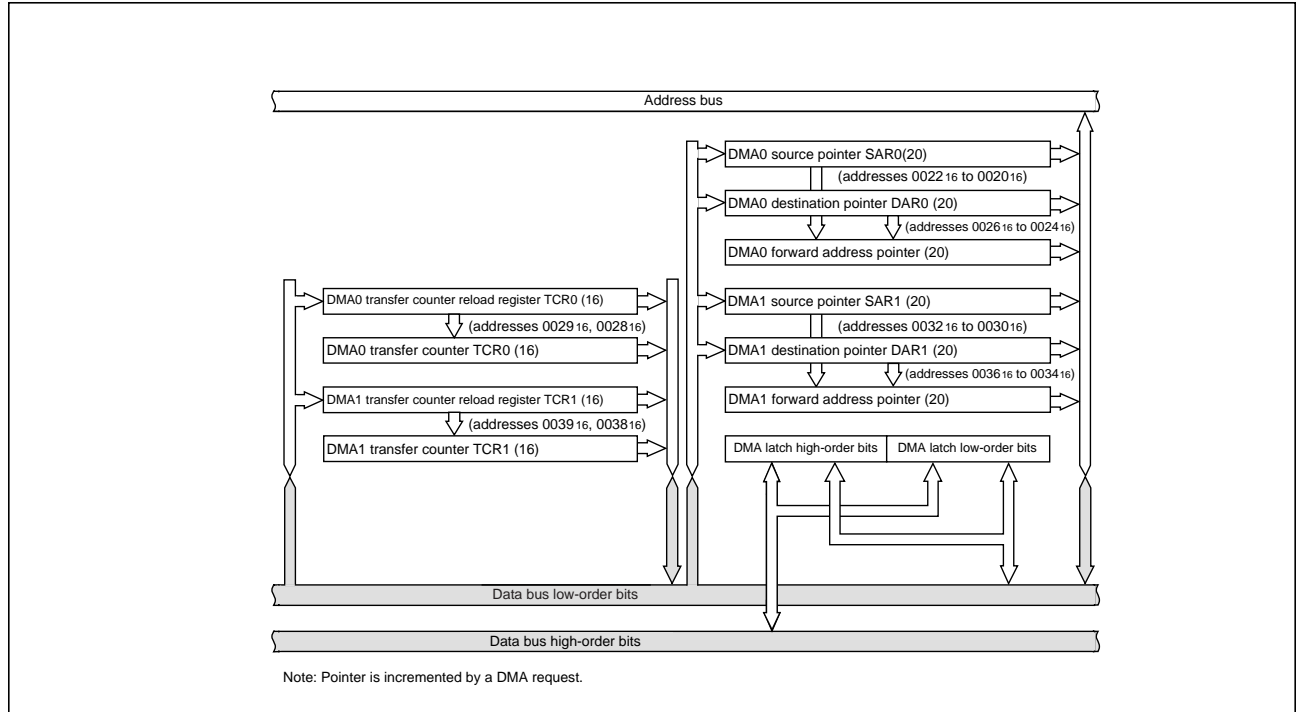 Address bus
DMA0 source pointer SAR0(20)
(addresses 0022 16 to 0020 16)
DMA0 destination pointer DAR0 (20)
(addresses 0026 16 to 0024 16)
DMA0 forward address pointer (20)
DMA0 transfer counter reload register TCR0 (16)
(addresses 0029 16, 0028 16)
DMA0 transfer counter TCR0 (16)
DMA1 transfer counter reload register TCR1 (16)
(addresses 0039 16, 0038 16)
DMA1 transfer counter TCR1 (16)
DMA1 source pointer SAR1 (20)
(addresses 0032 16 to 0030 16)
DMA1 destination pointer DAR1 (20)
(addresses 0036 16 to 0034 16)
DMA1 forward address pointer (20)
DMA latch high-order bits
DMA latch low-order bits
Data bus low-order bits
Data bus high-order bits
Note: Pointer is incremented by a DMA request.